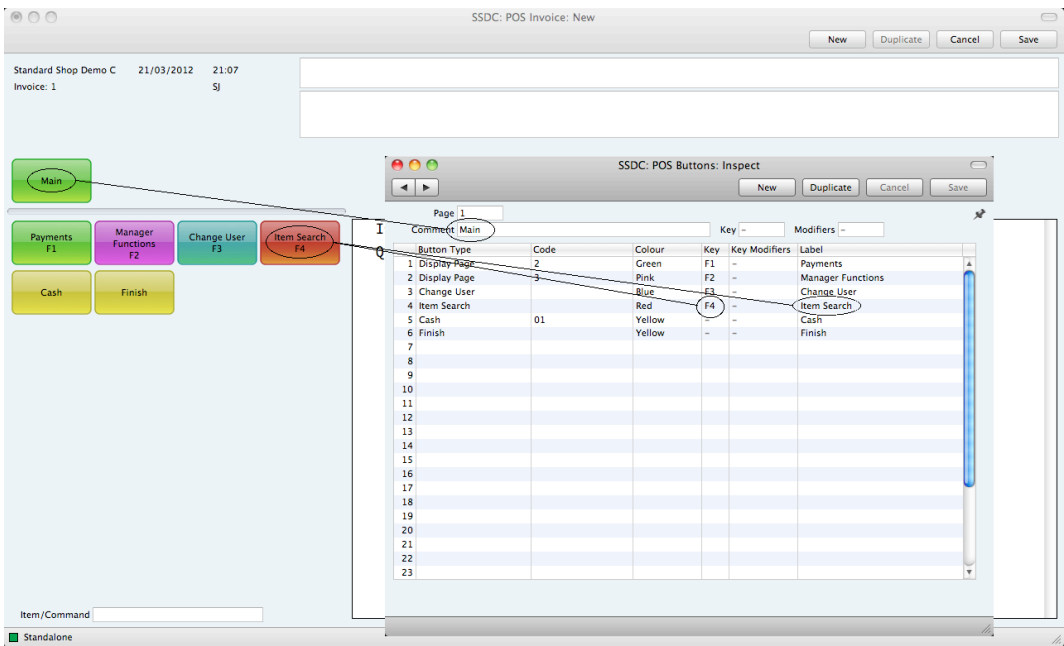 SSDC: POS Invoice: New
New Duplicate Cancel Save
Standard Shop Demo C 21/03/2012 21:07
Invoice: 1 SJ
Main
Payments
F1
Manager
Functions
F2
Change User
F3
Item Search
F4
Cash
Finish
I
Q
SSDC: POS Buttons: Inspect
New Duplicate Cancel Save
Page 1
Comment Main Key - Modifiers -
Button Type Code Colour Key Key Modifiers Label
1 Display Page 2 Green F1 - Payments
2 Display Page 3 Pink F2 - Manager Functions
3 Change User Blue F3 - Change User
4 Item Search Red F4 - Item Search
5 Cash 01 Yellow - - Cash
6 Finish Yellow - - Finish
7
8
9
10
11
12
13
14
15
16
17
18
19
20
21
22
23
Item/Command
Standalone